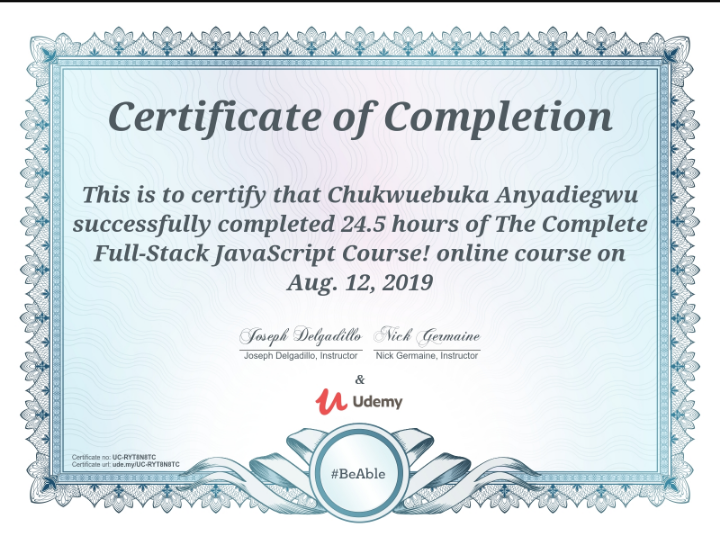 Certificate of Completion
This is to certify that Chukwuebuka Anyadiegwu
successfully completed 24.5 hours of The Complete
Full-Stack JavaScript Course! online course on
Aug. 12, 2019
Joseph Delgadillo Nick Germaine
Joseph Delgadillo, Instructor Nick Germaine, Instructor
&
Udemy
Certificate no: UC-RYT8N8TC
Certificate url: ude.my/UC-RYT8N8TC
#BeAble